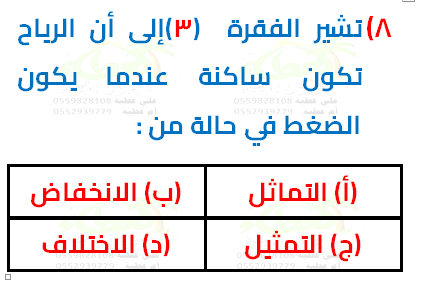 ٨) تشير الفقرة (٣) إلى أن الرياح
تكون ساكنة عندما يكون
الضغط في حالة من :
(أ) التماثل
(ب) الانخفاض
(ج) التمثيل
(د) الاختلاف